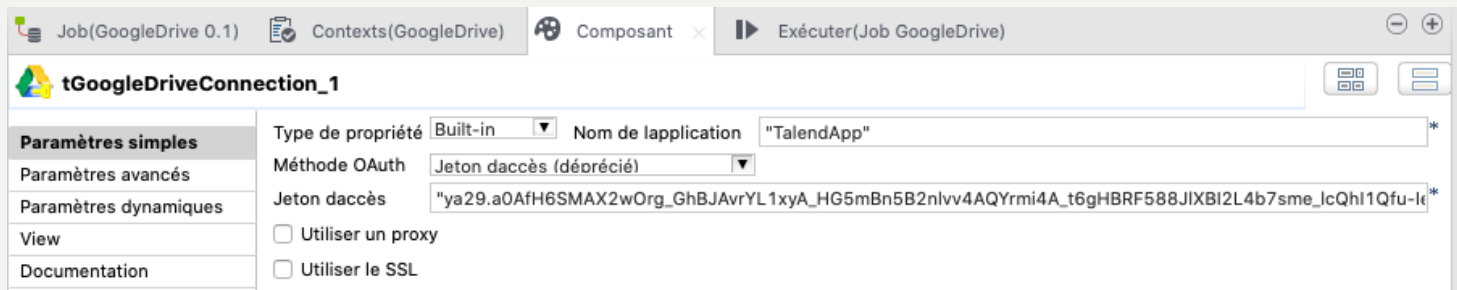 Job(GoogleDrive 0.1) Contexts(GoogleDrive) Composant Exécuter(Job GoogleDrive)
tGoogleDriveConnection_1
Paramètres simples
Paramètres avancés
Paramètres dynamiques
View
Documentation
Type de propriété Built-in Nom de lapplication "TalendApp" *
Méthode OAuth Jeton daccès (déprécié)
Jeton daccès "ya29.a0AfH6SMAX2wOrg_GhBJAvrYL1xyA_HG5mBn5B2nlvv4AQYrmi4A_t6gHBRF588JlXBI2L4b7sme_lcQhI1Qfu-le *
Utiliser un proxy
Utiliser le SSL